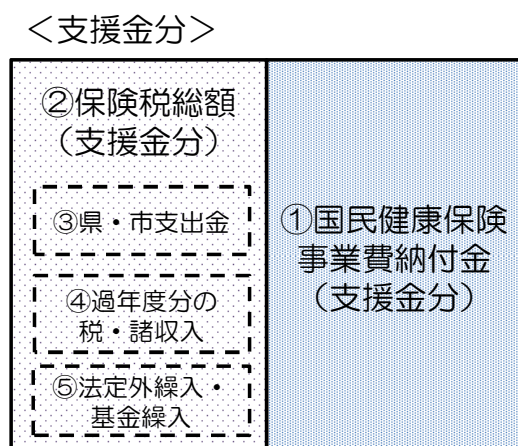 ＜支援金分＞
②保険税総額
（支援金分）
③県・市支出金
④過年度分の
税・諸収入
⑤法定外繰入・
基金繰入
①国民健康保険
事業費納付金
（支援金分）